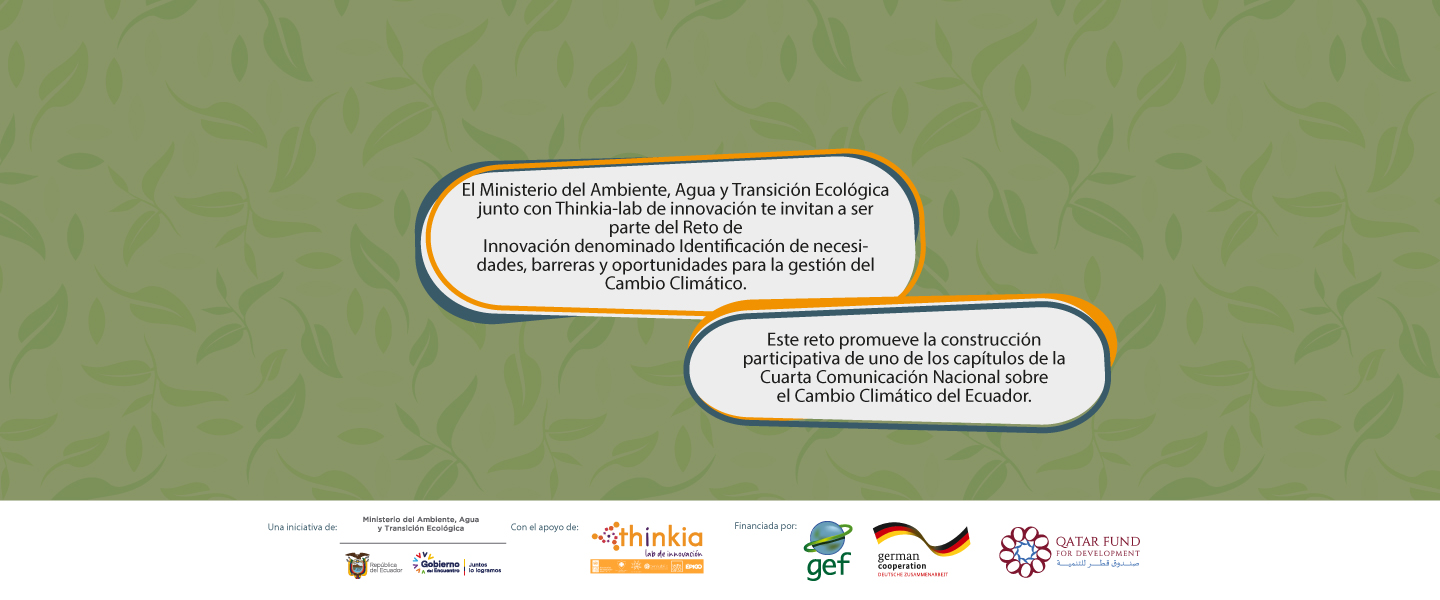 El Ministerio del Ambiente, Agua y Transición Ecológica
junto con Thinkia-lab de innovación te invitan a ser
parte del Reto de
Innovación denominado Identificación de necesi-
dades, barreras y oportunidades para la gestión del
Cambio Climático.
Este reto promueve la construcción
participativa de uno de los capítulos de la
Cuarta Comunicación Nacional sobre
el Cambio Climático del Ecuador.
Una iniciativa de:
Ministerio del Ambiente, Agua
y Transición Ecológica
República
del Ecuador
Gobierno
del Encuentro
Juntos
lo logramos
Con el apoyo de:
thinkia
lab de innovación
Financiada por:
gef
german
cooperation
DEUTSCHE ZUSAMMENARBEIT
QATAR FUND
FOR DEVELOPMENT
صندوق قطر للتنمية